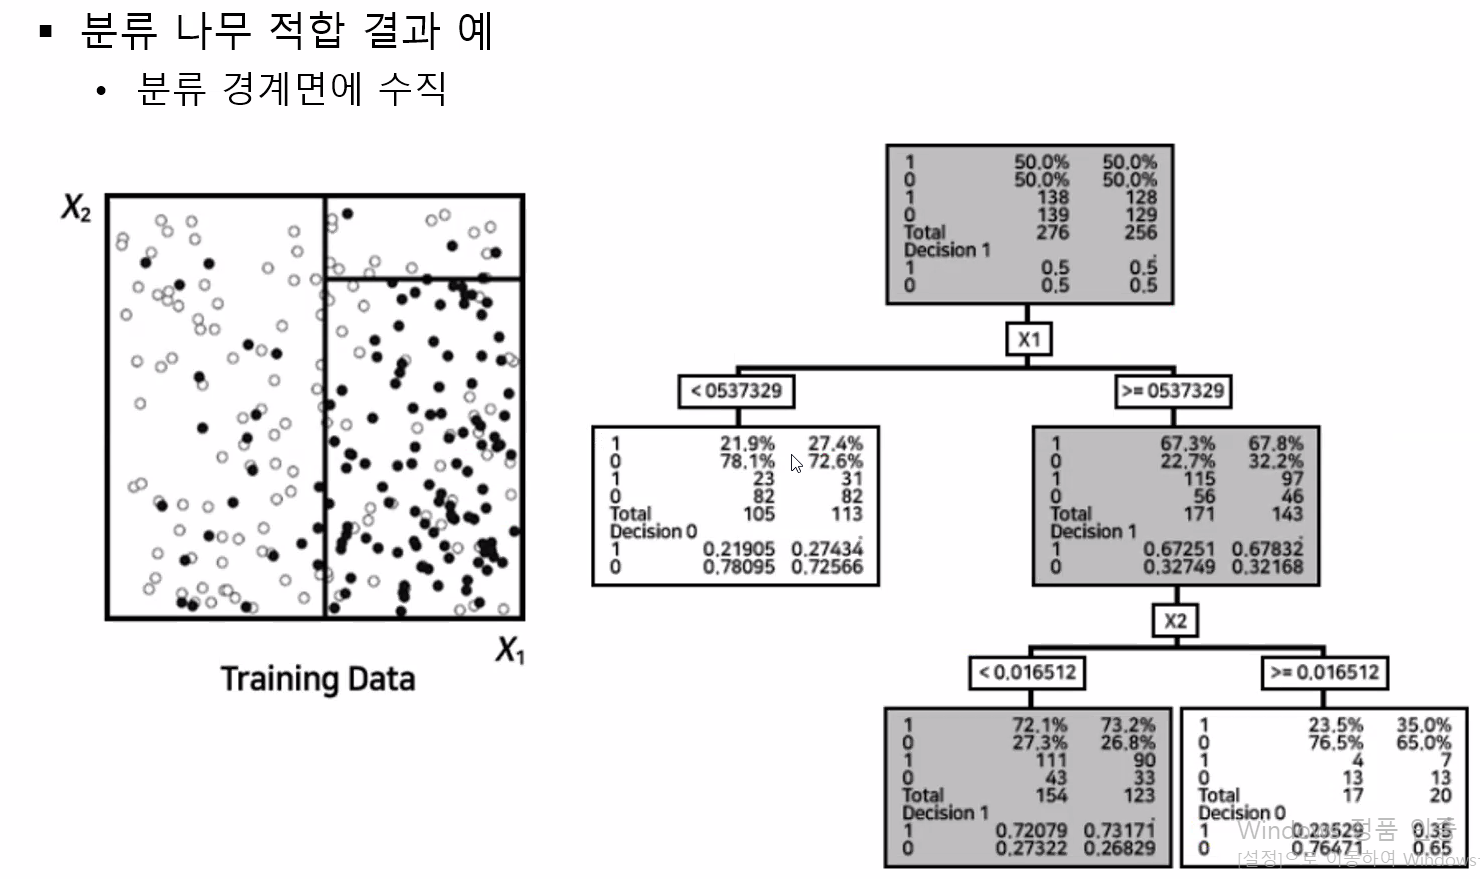 ▪ 분류 나무 적합 결과 예
• 분류 경계면에 수직
X2
X1
Training Data
1 50.0% 50.0%
0 50.0% 50.0%
1 138 128
0 139 129
Total 276 256
Decision 1 .
1 0.5 0.5
0 0.5 0.5
X1
< 0537329
>= 0537329
1 21.9% 27.4%
0 78.1% 72.6%
1 23 31
0 82 82
Total 105 113
Decision 0 .
1 0.21905 0.27434
0 0.78095 0.72566
1 67.3% 67.8%
0 22.7% 32.2%
1 115 97
0 56 46
Total 171 143
Decision 1 .
1 0.67251 0.67832
0 0.32749 0.32168
X2
< 0.016512
>= 0.016512
1 72.1% 73.2%
0 27.3% 26.8%
1 111 90
0 43 33
Total 154 123
Decision 1 .
1 0.72079 0.73171
0 0.27322 0.26829
1 23.5% 35.0%
0 76.5% 65.0%
1 4 7
0 13 13
Total 17 20
Decision 0
1 0.23529 0.35
0 0.76471 0.65
Windows 정품 인증
[설정]으로 이동하여 Windows